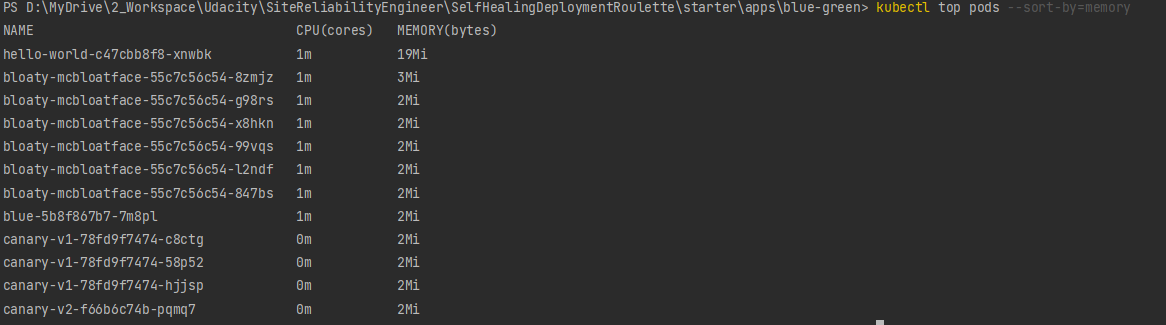 PS D:\MyDrive\2_Workspace\Udacity\SiteReliabilityEngineer\SelfHealingDeploymentRoulette\starter\apps\blue-green> kubectl top pods --sort-by=memory
NAME CPU(cores) MEMORY(bytes)
hello-world-c47cbb8f8-xnwbk 1m 19Mi
bloaty-mcbloatface-55c7c56c54-8zmjz 1m 3Mi
bloaty-mcbloatface-55c7c56c54-g98rs 1m 2Mi
bloaty-mcbloatface-55c7c56c54-x8hkn 1m 2Mi
bloaty-mcbloatface-55c7c56c54-99vqs 1m 2Mi
bloaty-mcbloatface-55c7c56c54-l2ndf 1m 2Mi
bloaty-mcbloatface-55c7c56c54-847bs 1m 2Mi
blue-5b8f867b7-7m8pl 1m 2Mi
canary-v1-78fd9f7474-c8ctg 0m 2Mi
canary-v1-78fd9f7474-58p52 0m 2Mi
canary-v1-78fd9f7474-hjjsp 0m 2Mi
canary-v2-f66b6c74b-pqmq7 0m 2Mi